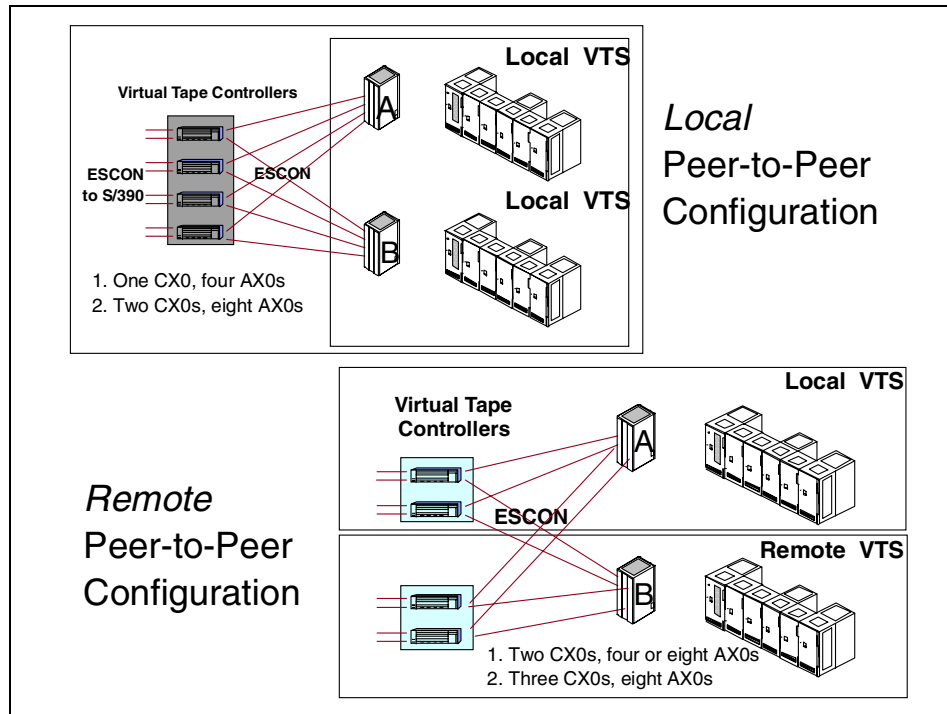 Local VTS
Virtual Tape Controllers
A
ESCON
to S/390
ESCON
Local VTS
B
1. One CX0, four AX0s
2. Two CX0s, eight AX0s
Local
Peer-to-Peer
Configuration
Local VTS
Virtual Tape
Controllers
A
ESCON
Remote
Peer-to-Peer
Configuration
Remote VTS
B
1. Two CX0s, four or eight AX0s
2. Three CX0s, eight AX0s